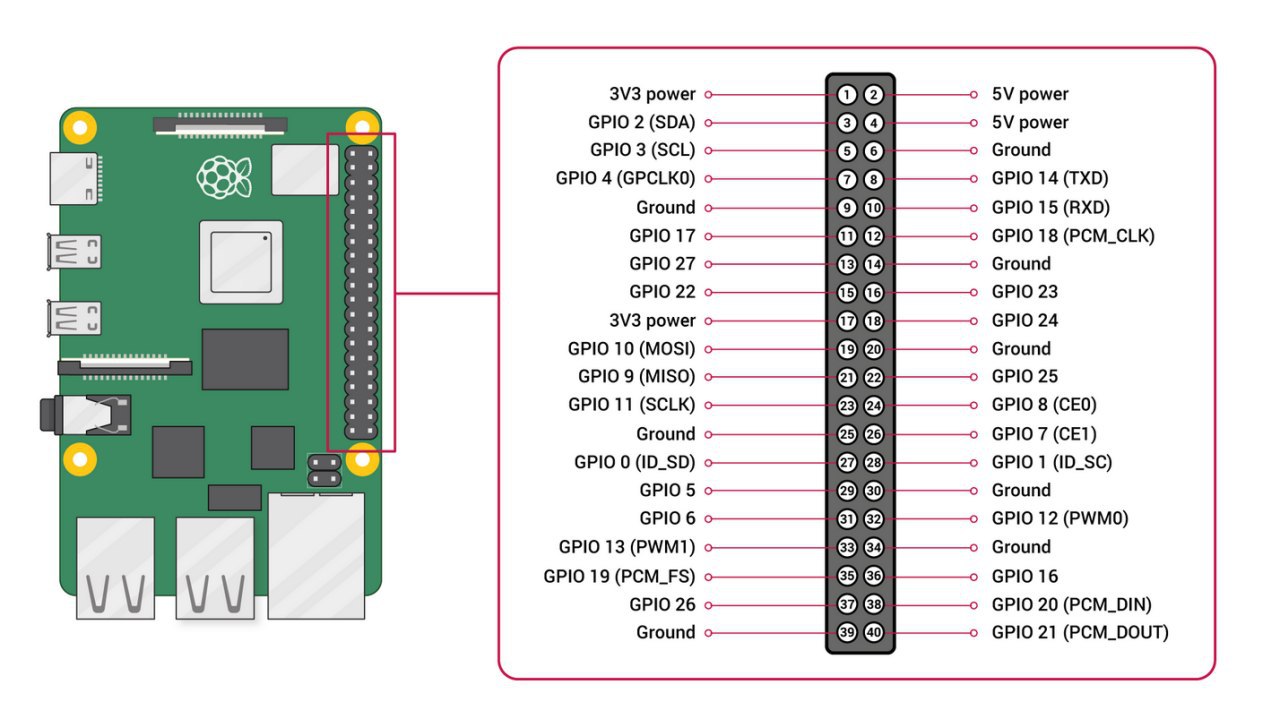 3V3 power 1 2 5V power
GPIO 2 (SDA) 3 4 5V power
GPIO 3 (SCL) 5 6 Ground
GPIO 4 (GPCLK0) 7 8 GPIO 14 (TXD)
Ground 9 10 GPIO 15 (RXD)
GPIO 17 11 12 GPIO 18 (PCM_CLK)
GPIO 27 13 14 Ground
GPIO 22 15 16 GPIO 23
3V3 power 17 18 GPIO 24
GPIO 10 (MOSI) 19 20 Ground
GPIO 9 (MISO) 21 22 GPIO 25
GPIO 11 (SCLK) 23 24 GPIO 8 (CE0)
Ground 25 26 GPIO 7 (CE1)
GPIO 0 (ID_SD) 27 28 GPIO 1 (ID_SC)
GPIO 5 29 30 Ground
GPIO 6 31 32 GPIO 12 (PWM0)
GPIO 13 (PWM1) 33 34 Ground
GPIO 19 (PCM_FS) 35 36 GPIO 16
GPIO 26 37 38 GPIO 20 (PCM_DIN)
Ground 39 40 GPIO 21 (PCM_DOUT)